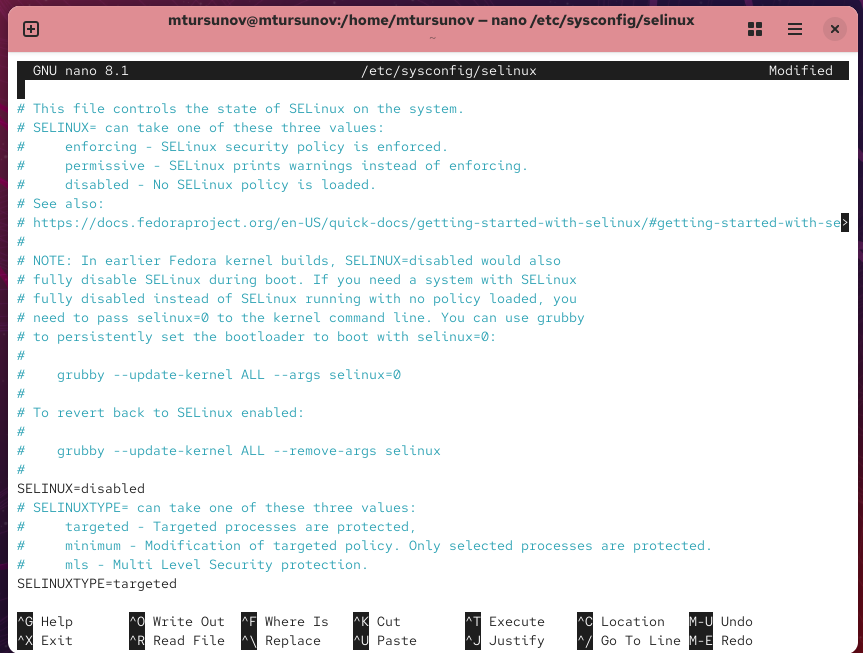 mtursunov@mtursunov:/home/mtursunov — nano /etc/sysconfig/selinux
~
GNU nano 8.1 /etc/sysconfig/selinux Modified
# This file controls the state of SELinux on the system.
# SELINUX= can take one of these three values:
#     enforcing - SELinux security policy is enforced.
#     permissive - SELinux prints warnings instead of enforcing.
#     disabled - No SELinux policy is loaded.
# See also:
# https://docs.fedoraproject.org/en-US/quick-docs/getting-started-with-selinux/#getting-started-with-se>
#
# NOTE: In earlier Fedora kernel builds, SELINUX=disabled would also
# fully disable SELinux during boot. If you need a system with SELinux
# fully disabled instead of SELinux running with no policy loaded, you
# need to pass selinux=0 to the kernel command line. You can use grubby
# to persistently set the bootloader to boot with selinux=0:
#
#    grubby --update-kernel ALL --args selinux=0
#
# To revert back to SELinux enabled:
#
#    grubby --update-kernel ALL --remove-args selinux
#
SELINUX=disabled
# SELINUXTYPE= can take one of these three values:
#     targeted - Targeted processes are protected,
#     minimum - Modification of targeted policy. Only selected processes are protected.
#     mls - Multi Level Security protection.
SELINUXTYPE=targeted
^G Help ^O Write Out ^F Where Is ^K Cut ^T Execute ^C Location M-U Undo
^X Exit ^R Read File ^\ Replace ^U Paste ^J Justify ^/ Go To Line M-E Redo